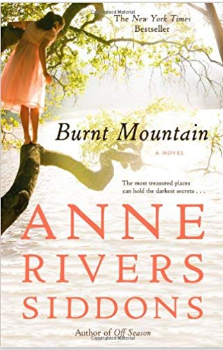 The New York Times
Bestseller
Burnt Mountain
A NOVEL
The most treasured places
can hold the darkest secrets . . .
ANNE
RIVERS
SIDDONS
Author of Off Season